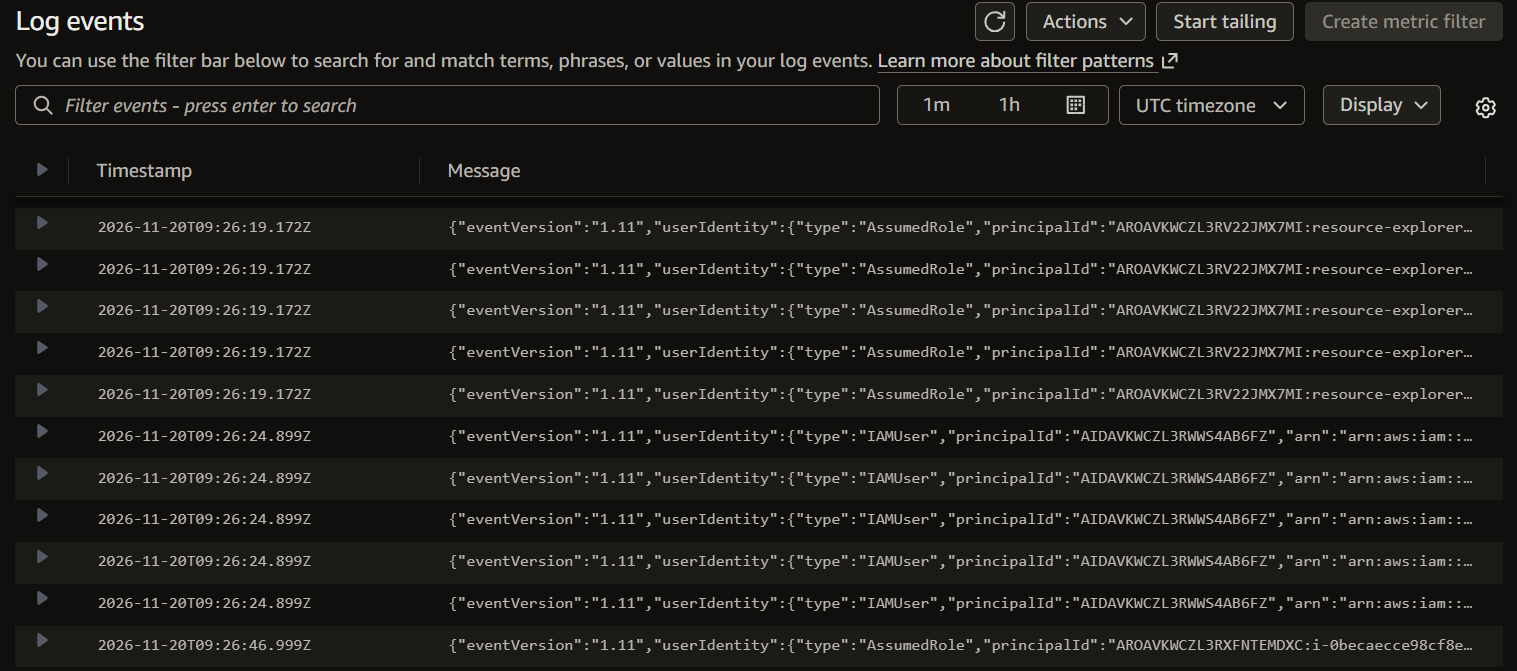 Log events
Actions
Start tailing
Create metric filter
You can use the filter bar below to search for and match terms, phrases, or values in your log events. Learn more about filter patterns
Filter events - press enter to search
1m
1h
UTC timezone
Display
Timestamp
Message
2026-11-20T09:26:19.172Z {"eventVersion":"1.11","userIdentity":{"type":"AssumedRole","principalId":"AROAVKWCZL3RV22JMX7MI:resource-explorer…
2026-11-20T09:26:19.172Z {"eventVersion":"1.11","userIdentity":{"type":"AssumedRole","principalId":"AROAVKWCZL3RV22JMX7MI:resource-explorer…
2026-11-20T09:26:19.172Z {"eventVersion":"1.11","userIdentity":{"type":"AssumedRole","principalId":"AROAVKWCZL3RV22JMX7MI:resource-explorer…
2026-11-20T09:26:19.172Z {"eventVersion":"1.11","userIdentity":{"type":"AssumedRole","principalId":"AROAVKWCZL3RV22JMX7MI:resource-explorer…
2026-11-20T09:26:19.172Z {"eventVersion":"1.11","userIdentity":{"type":"AssumedRole","principalId":"AROAVKWCZL3RV22JMX7MI:resource-explorer…
2026-11-20T09:26:24.899Z {"eventVersion":"1.11","userIdentity":{"type":"IAMUser","principalId":"AIDAVKWCZL3RWWS4AB6FZ","arn":"arn:aws:iam::…
2026-11-20T09:26:24.899Z {"eventVersion":"1.11","userIdentity":{"type":"IAMUser","principalId":"AIDAVKWCZL3RWWS4AB6FZ","arn":"arn:aws:iam::…
2026-11-20T09:26:24.899Z {"eventVersion":"1.11","userIdentity":{"type":"IAMUser","principalId":"AIDAVKWCZL3RWWS4AB6FZ","arn":"arn:aws:iam::…
2026-11-20T09:26:24.899Z {"eventVersion":"1.11","userIdentity":{"type":"IAMUser","principalId":"AIDAVKWCZL3RWWS4AB6FZ","arn":"arn:aws:iam::…
2026-11-20T09:26:24.899Z {"eventVersion":"1.11","userIdentity":{"type":"IAMUser","principalId":"AIDAVKWCZL3RWWS4AB6FZ","arn":"arn:aws:iam::…
2026-11-20T09:26:46.999Z {"eventVersion":"1.11","userIdentity":{"type":"AssumedRole","principalId":"AROAVKWCZL3RXFNTEMDXC:i-0becaecce98cf8e…